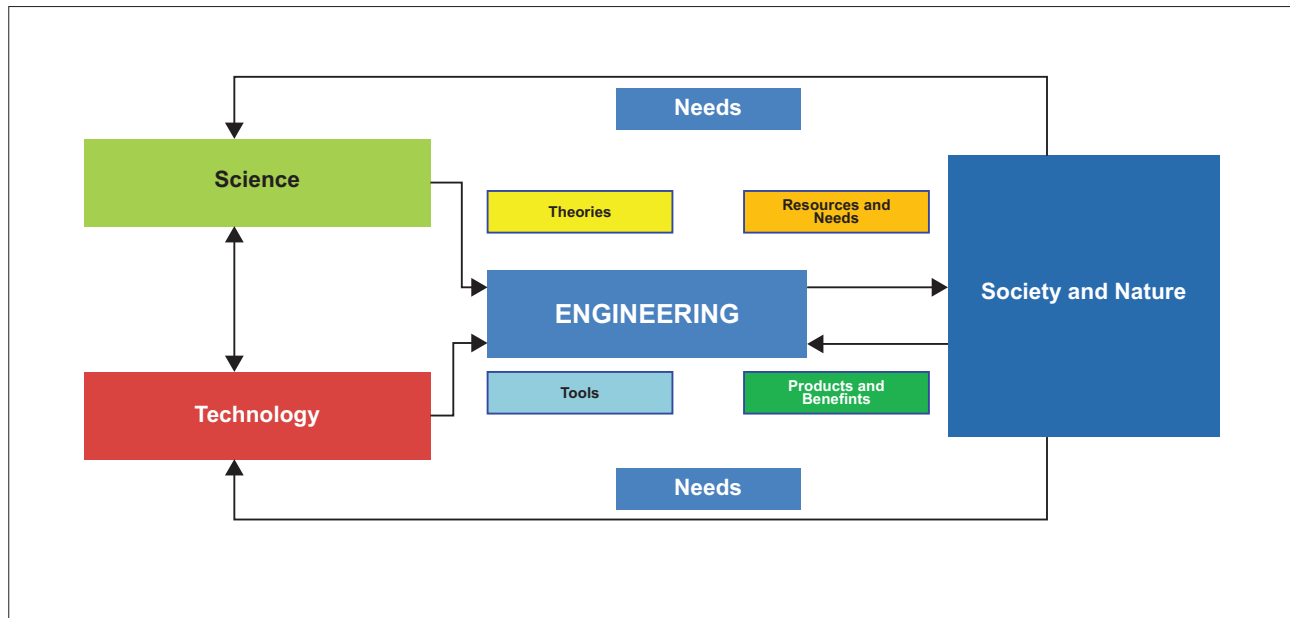 Needs
Science
Theories
Resources and
Needs
ENGINEERING
Society and Nature
Technology
Tools
Products and
Benefints
Needs